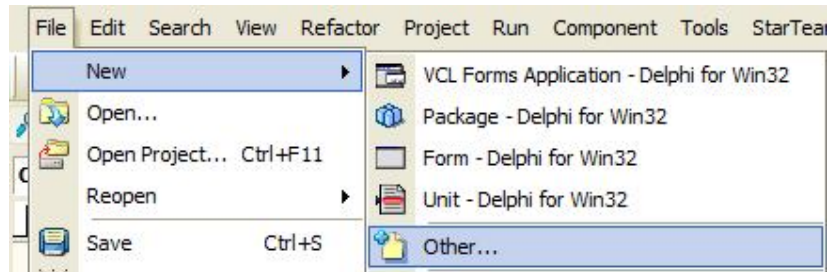 File Edit Search View Refactor Project Run Component Tools StarTear
New
VCL Forms Application - Delphi for Win32
Open...
Package - Delphi for Win32
Open Project... Ctrl+F11
Form - Delphi for Win32
Reopen
Unit - Delphi for Win32
Save Ctrl+S
Other...